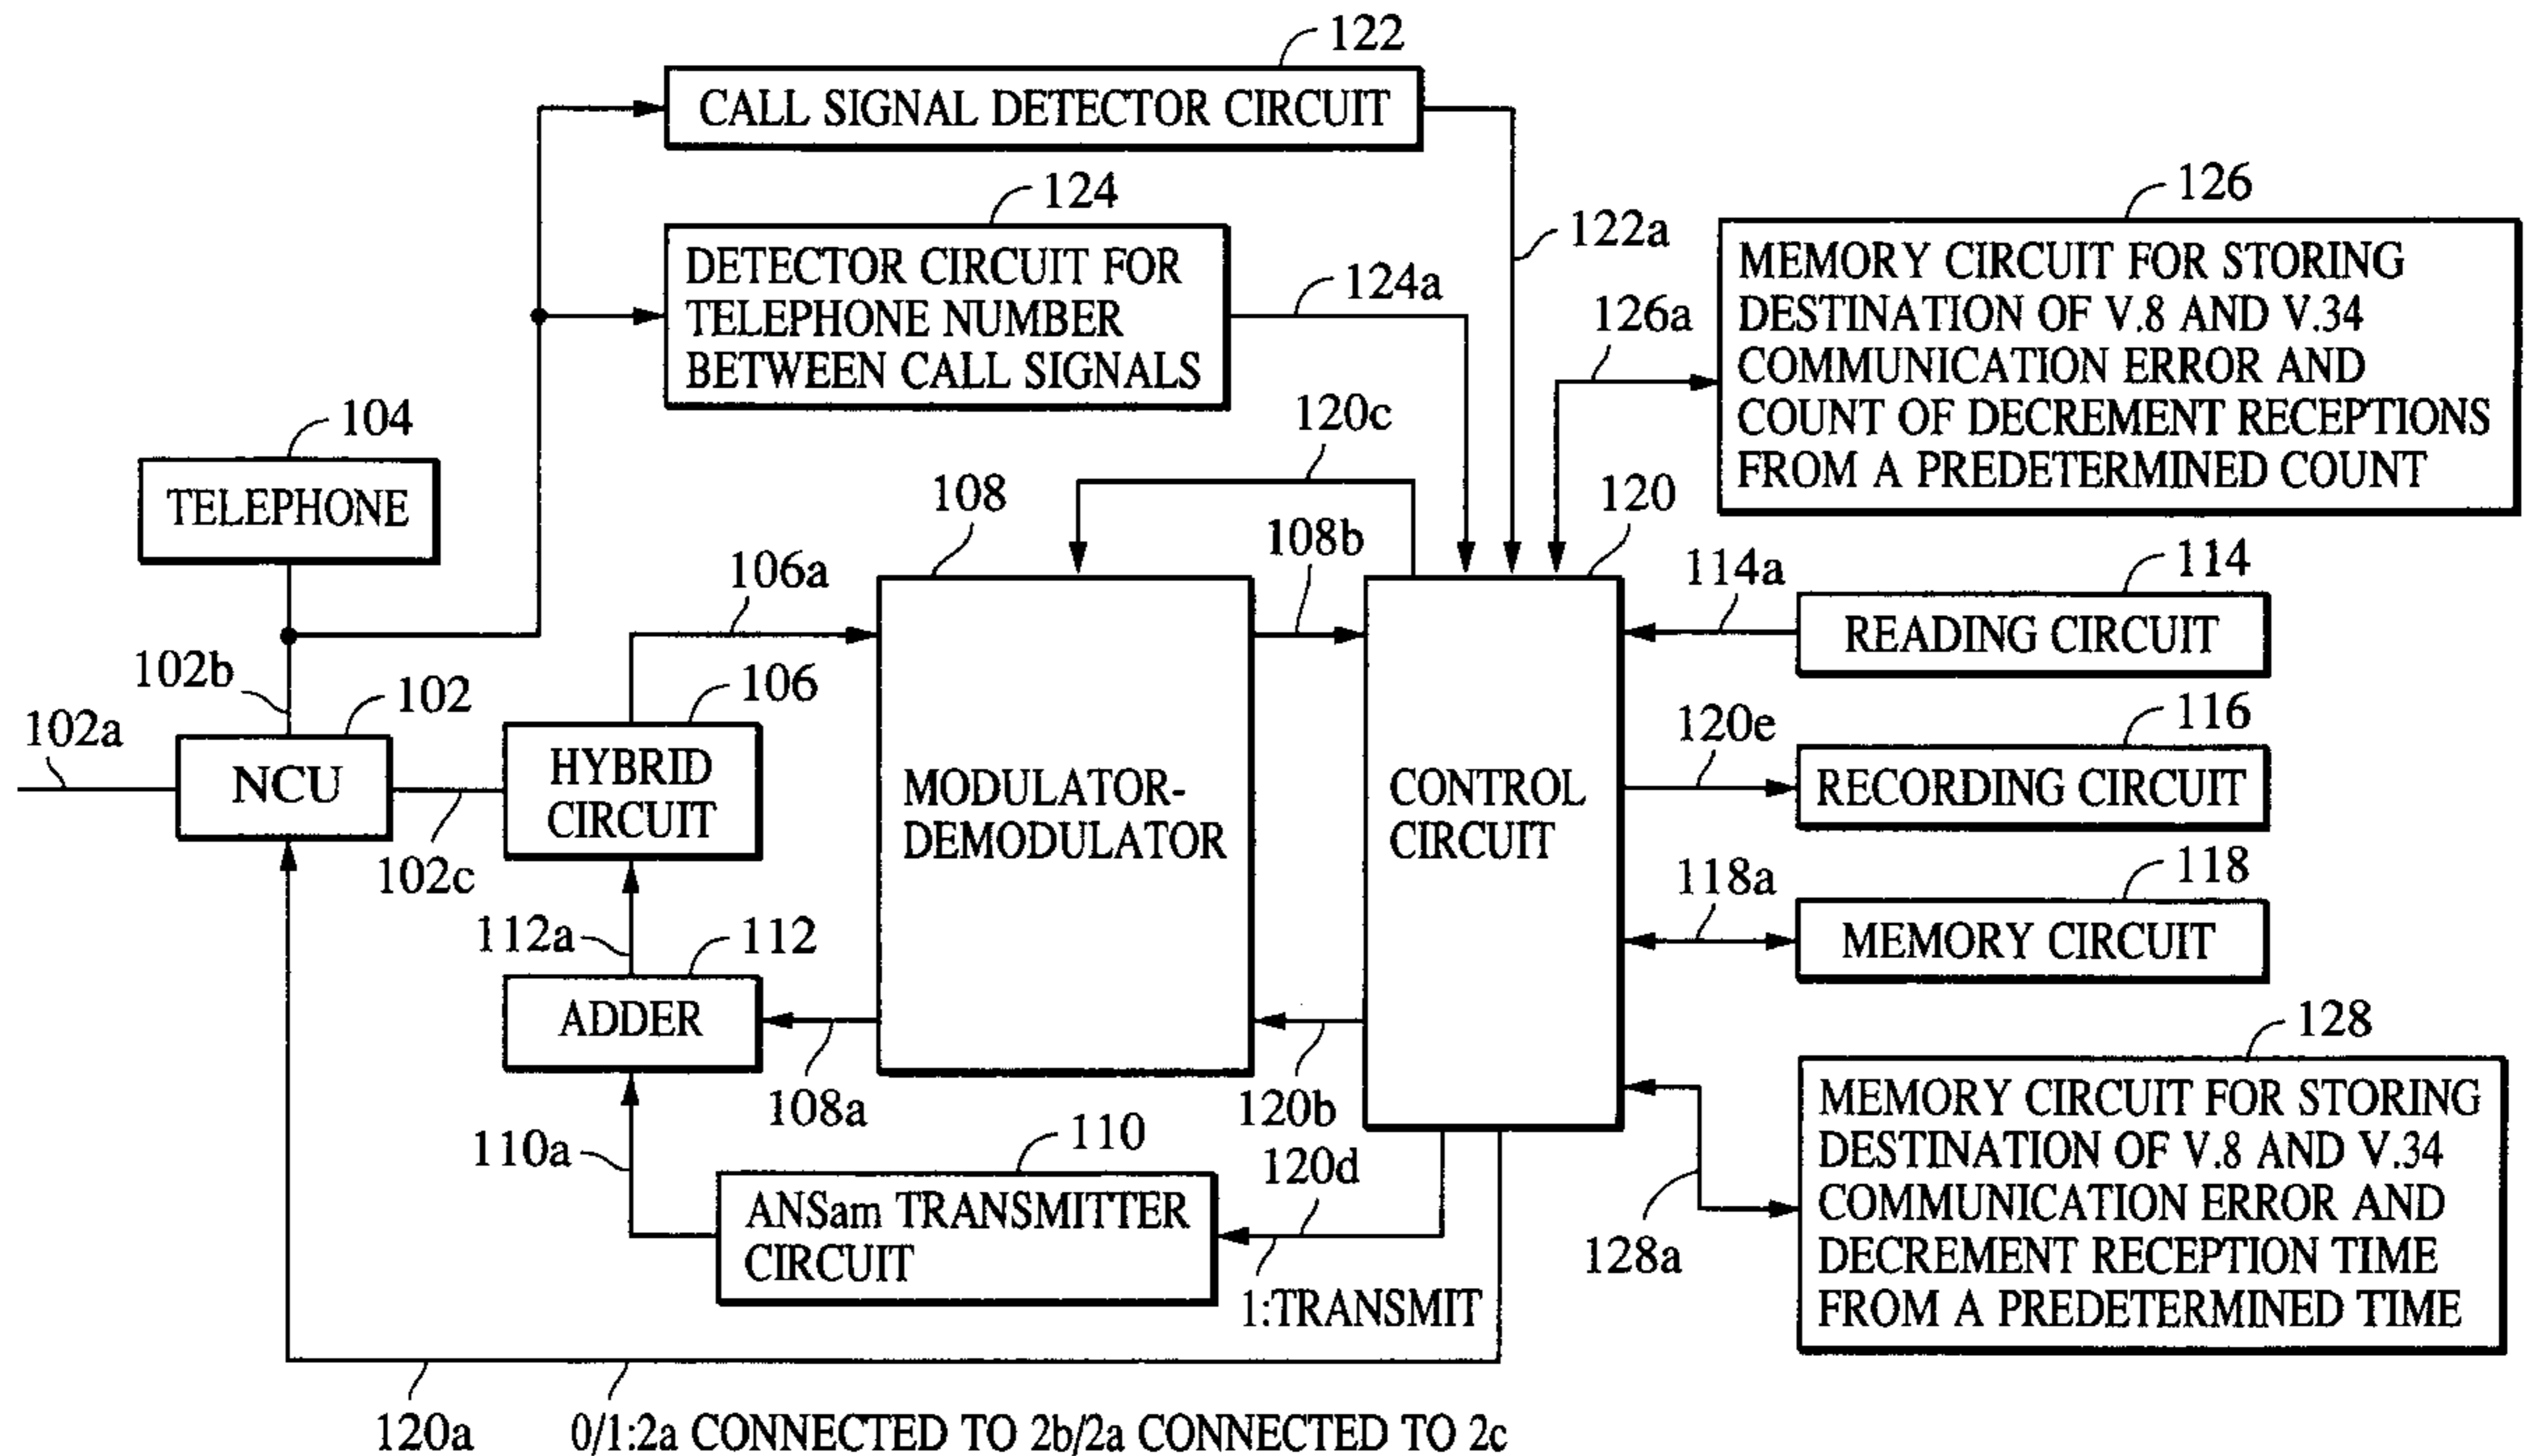 122
CALL SIGNAL DETECTOR CIRCUIT
124
DETECTOR CIRCUIT FOR
TELEPHONE NUMBER
BETWEEN CALL SIGNALS
122a
124a
126
MEMORY CIRCUIT FOR STORING
DESTINATION OF V.8 AND V.34
COMMUNICATION ERROR AND
COUNT OF DECREMENT RECEPTIONS
FROM A PREDETERMINED COUNT
126a
104
TELEPHONE
120c
108
108b
120
106a
114a
114
READING CIRCUIT
102b
102
102a
NCU
102c
106
HYBRID
CIRCUIT
MODULATOR-
DEMODULATOR
CONTROL
CIRCUIT
120e
116
RECORDING CIRCUIT
118a
118
MEMORY CIRCUIT
112a
112
ADDER
108a
120b
128
MEMORY CIRCUIT FOR STORING
DESTINATION OF V.8 AND V.34
COMMUNICATION ERROR AND
DECREMENT RECEPTION TIME
FROM A PREDETERMINED TIME
128a
110a
110
ANSam TRANSMITTER
CIRCUIT
120d
1:TRANSMIT
120a
0/1:2a CONNECTED TO 2b/2a CONNECTED TO 2c